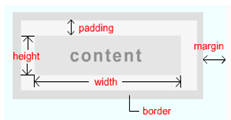 padding
height
content
margin
width
border